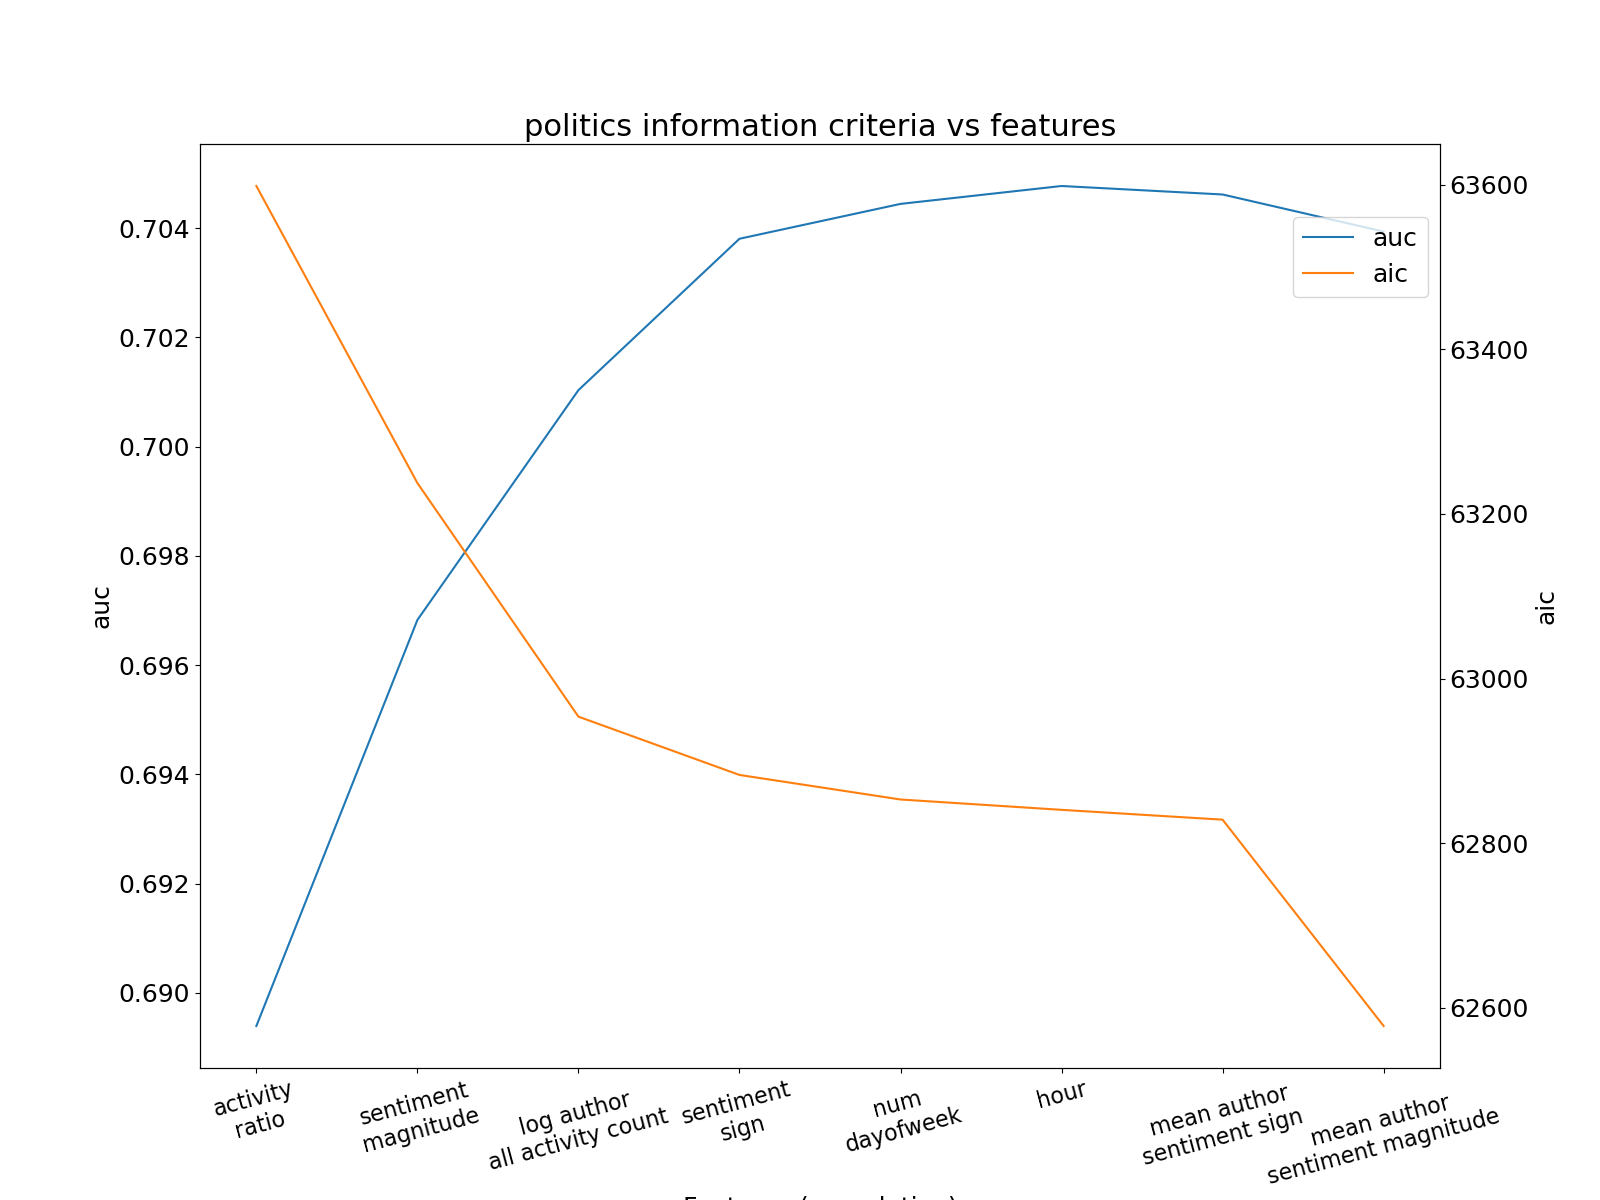 politics information criteria vs features
0.704
0.702
0.700
0.698
0.696
0.694
0.692
0.690
auc
63600
63400
63200
63000
62800
62600
aic
auc
aic
activity
ratio
sentiment
magnitude
log author
all activity count
sentiment
sign
num
dayofweek
hour
mean author
sentiment sign
mean author
sentiment magnitude